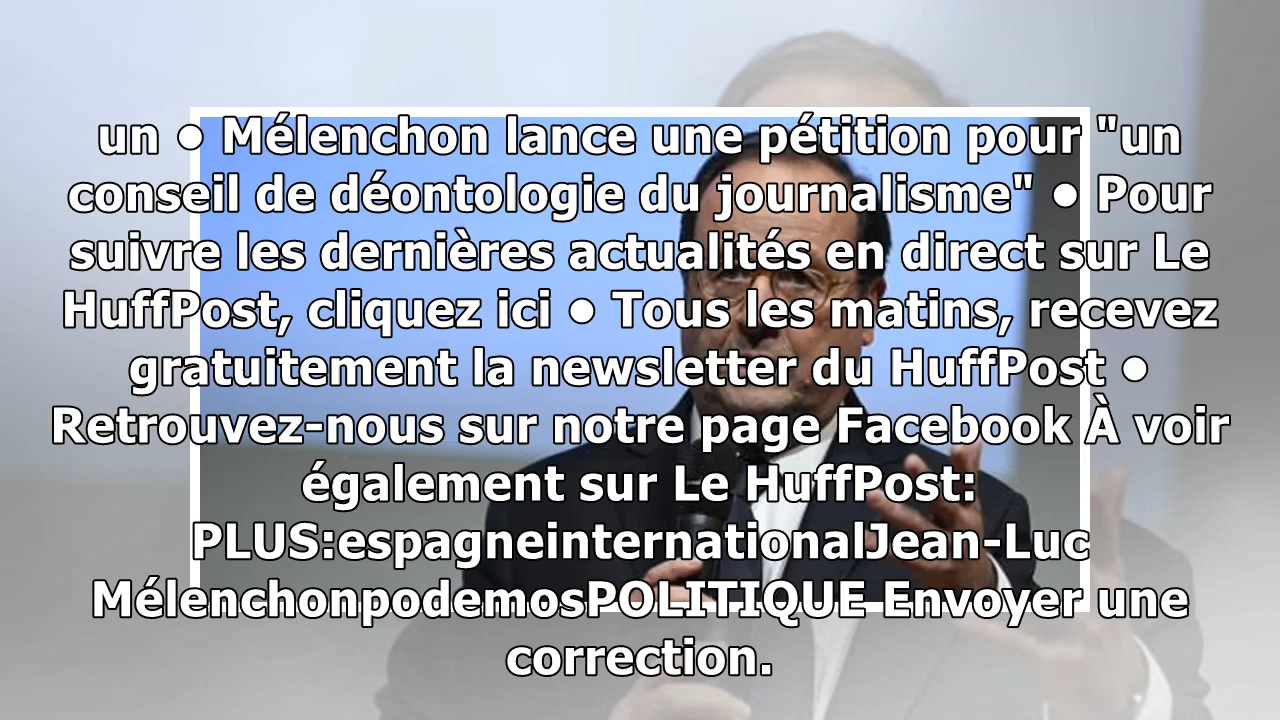 un • Mélenchon lance une pétition pour "un
conseil de déontologie du journalisme" • Pour
suivre les dernières actualités en direct sur Le
HuffPost, cliquez ici • Tous les matins, recevez
gratuitement la newsletter du HuffPost •
Retrouvez-nous sur notre page Facebook À voir
également sur Le HuffPost:
PLUS:espagneinternationalJean-Luc
MélenchonpodemosPOLITIQUE Envoyer une
correction.